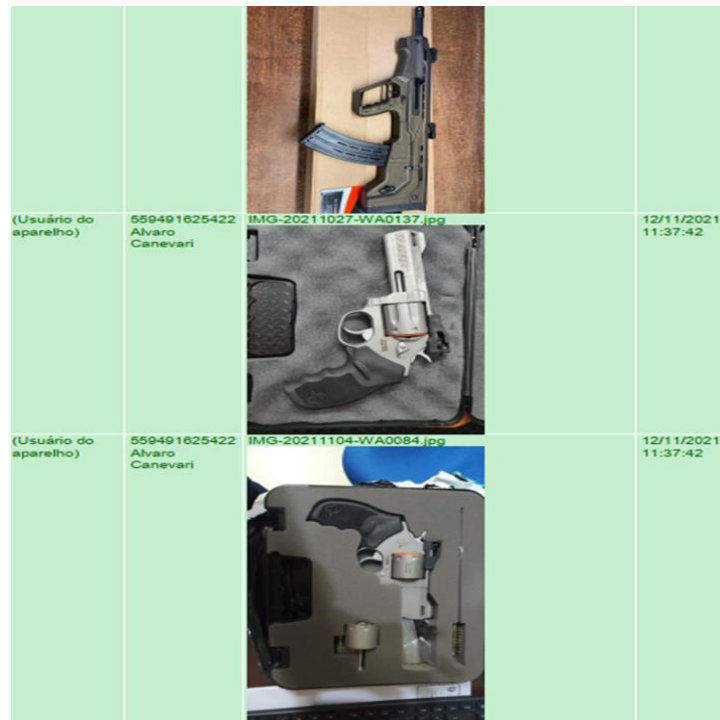 (Usuário do
aparelho)
559491625422
Alvaro
Canevari
IMG-20211027-WA0137.jpg
12/11/2021
11:37:42
(Usuário do
aparelho)
559491625422
Alvaro
Canevari
IMG-20211104-WA0084.jpg
12/11/2021
11:37:42